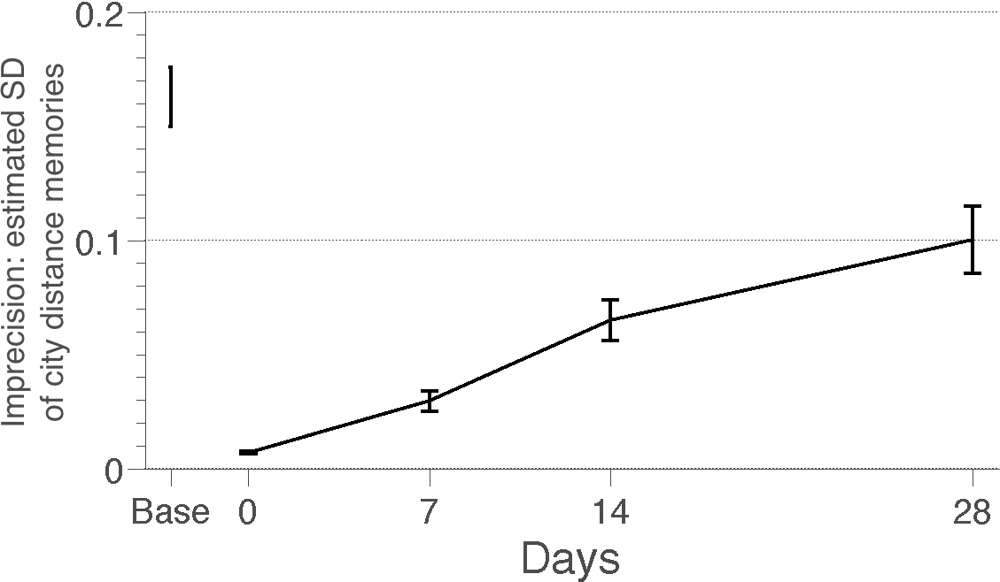 Imprecision: estimated SD
of city distance memories
0.2
0.1
0
Base 0 7 14 28
Days